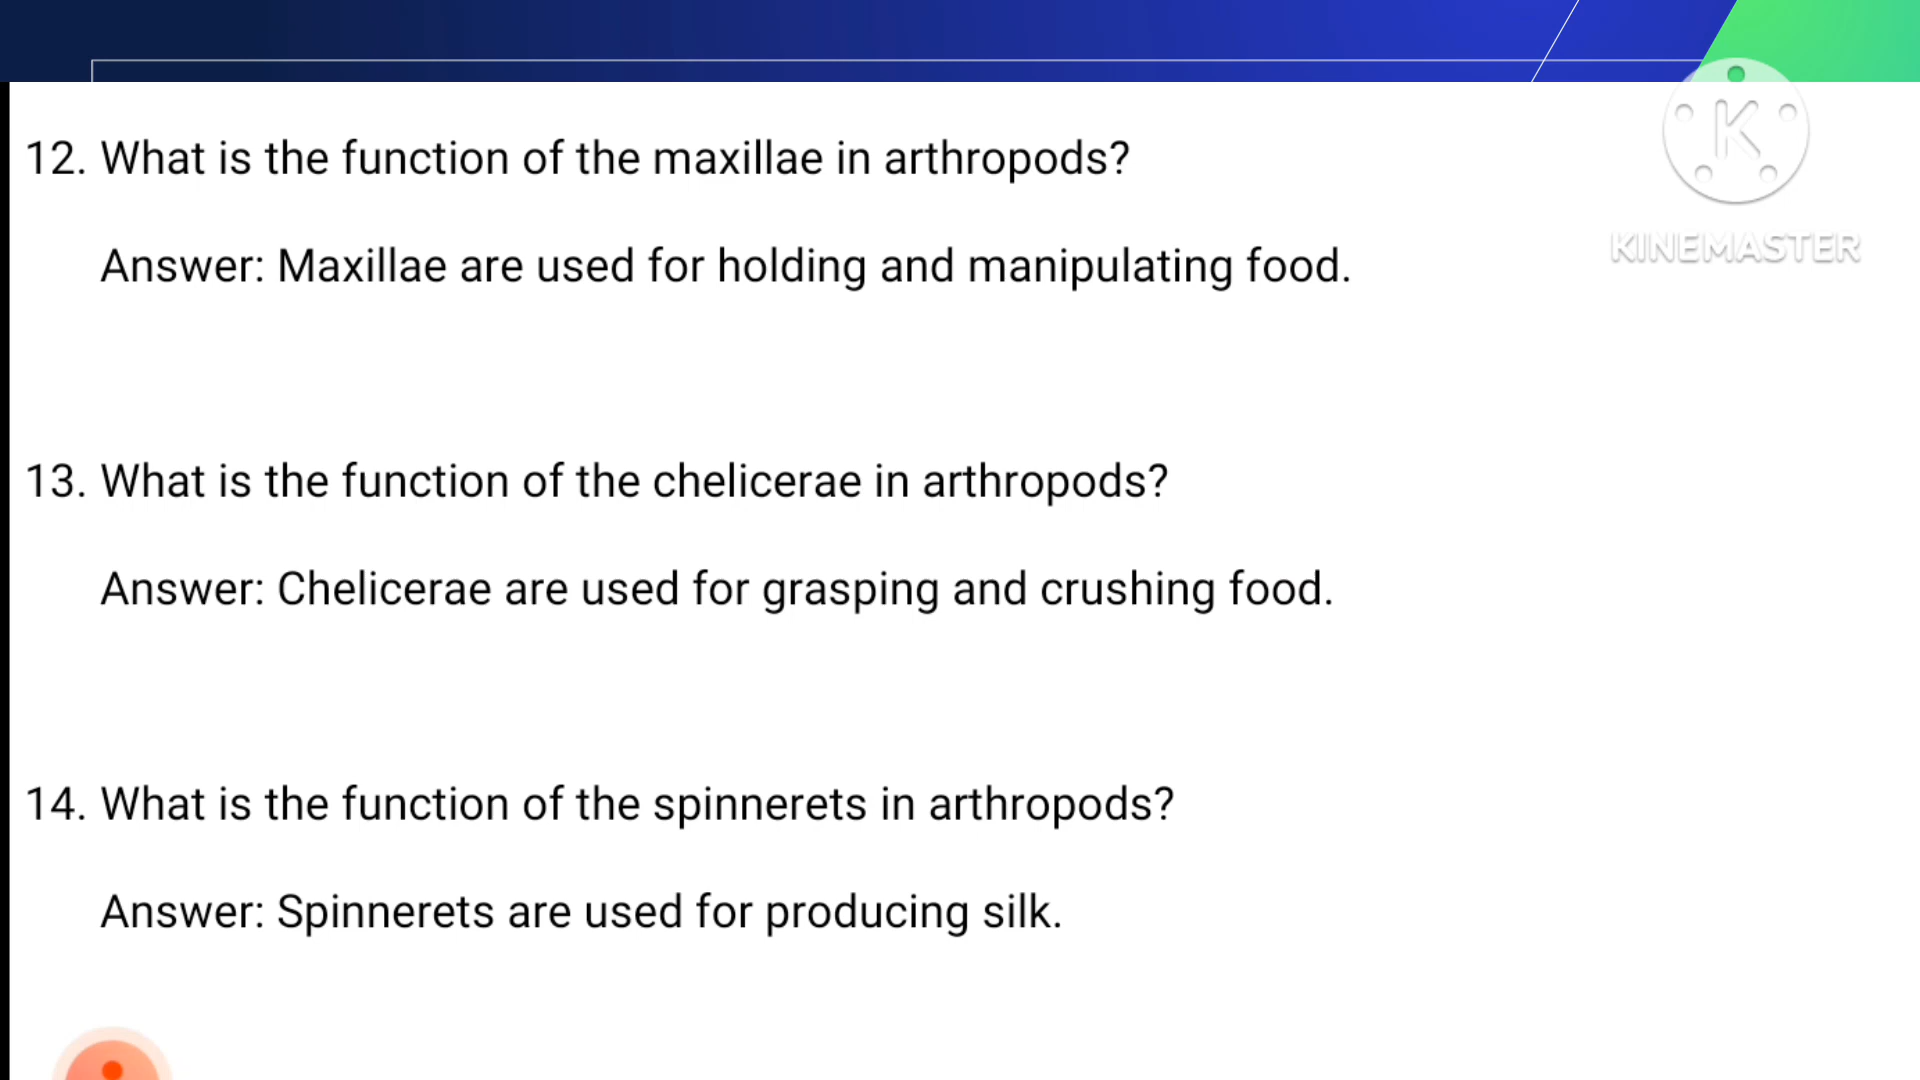 12. What is the function of the maxillae in arthropods?
K
KINEMASTER
Answer: Maxillae are used for holding and manipulating food.
13. What is the function of the chelicerae in arthropods?
Answer: Chelicerae are used for grasping and crushing food.
14. What is the function of the spinnerets in arthropods?
Answer: Spinnerets are used for producing silk.